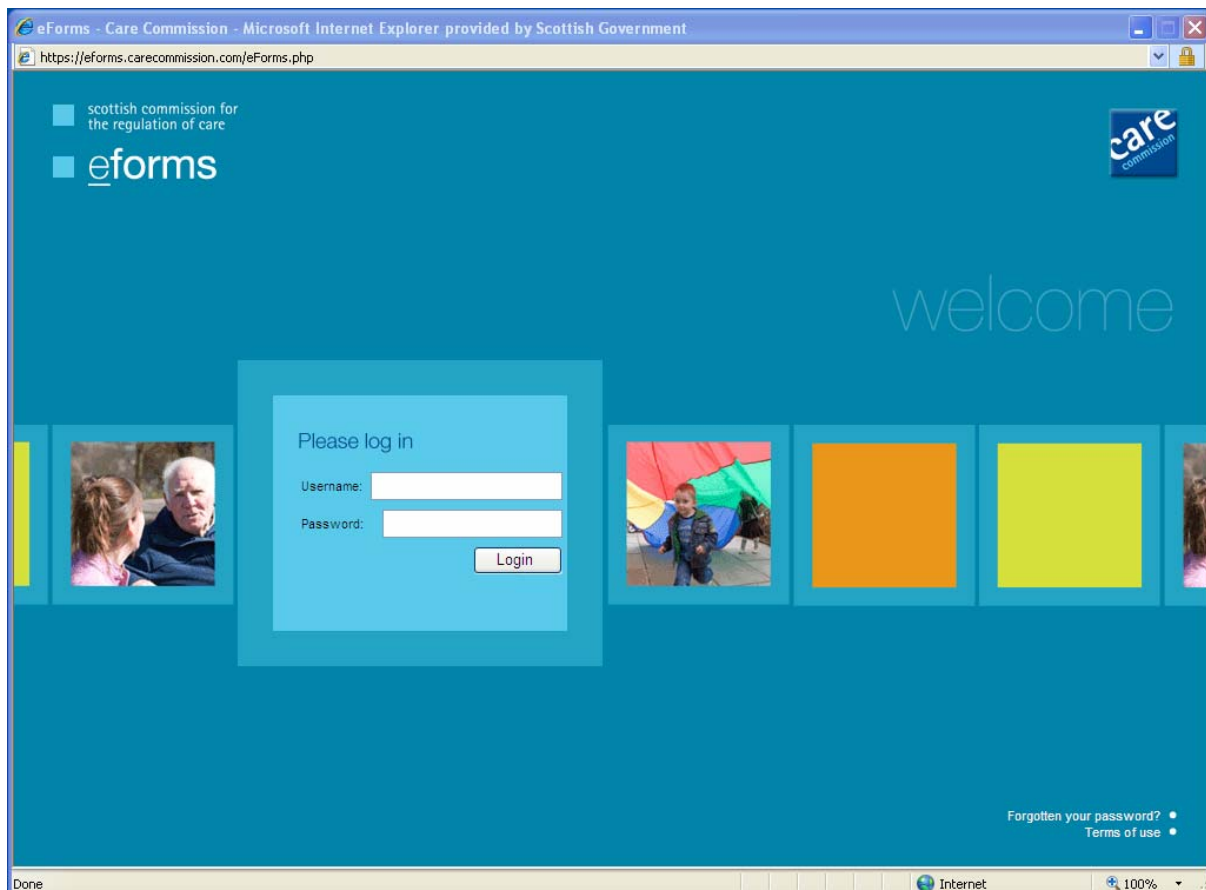 eForms - Care Commission - Microsoft Internet Explorer provided by Scottish Government
https://eforms.carecommission.com/eForms.php
scottish commission for
the regulation of care
eforms
care
commission
welcome
Please log in
Username:
Password:
Login
Forgotten your password?
Terms of use
Done
Internet
100%